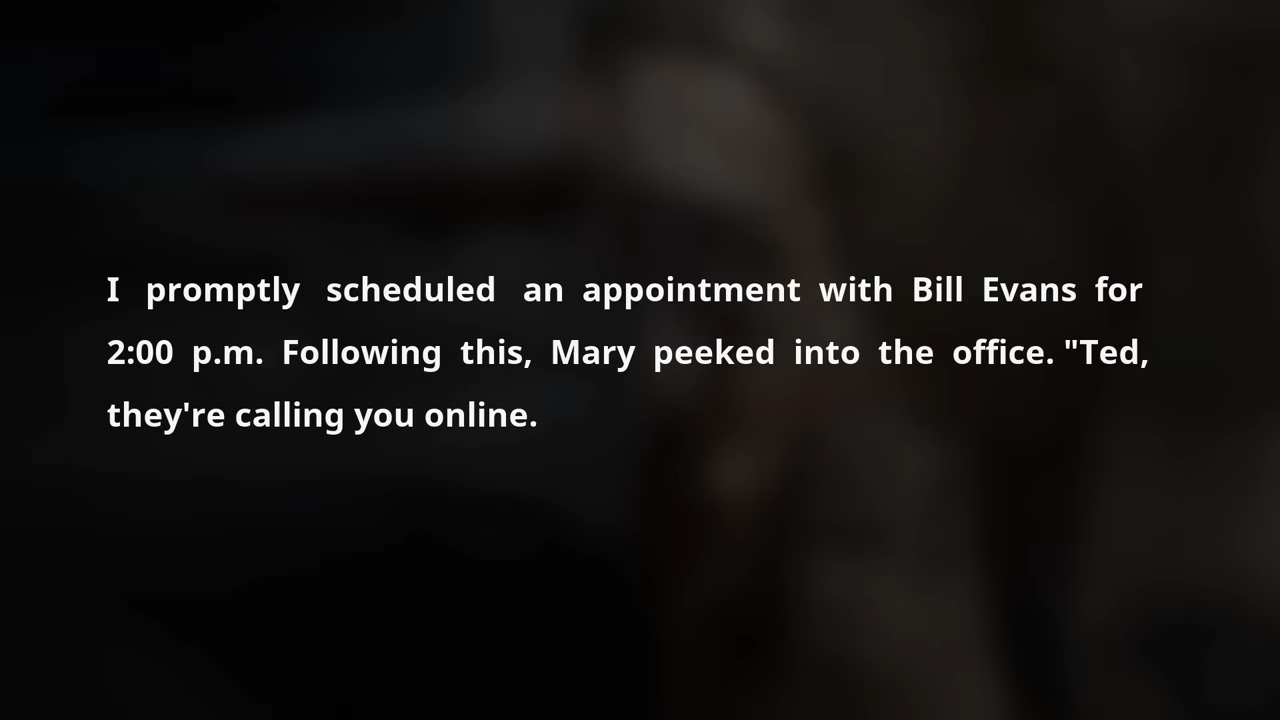 I promptly scheduled an appointment with Bill Evans for
2:00 p.m. Following this, Mary peeked into the office. "Ted,
they're calling you online.